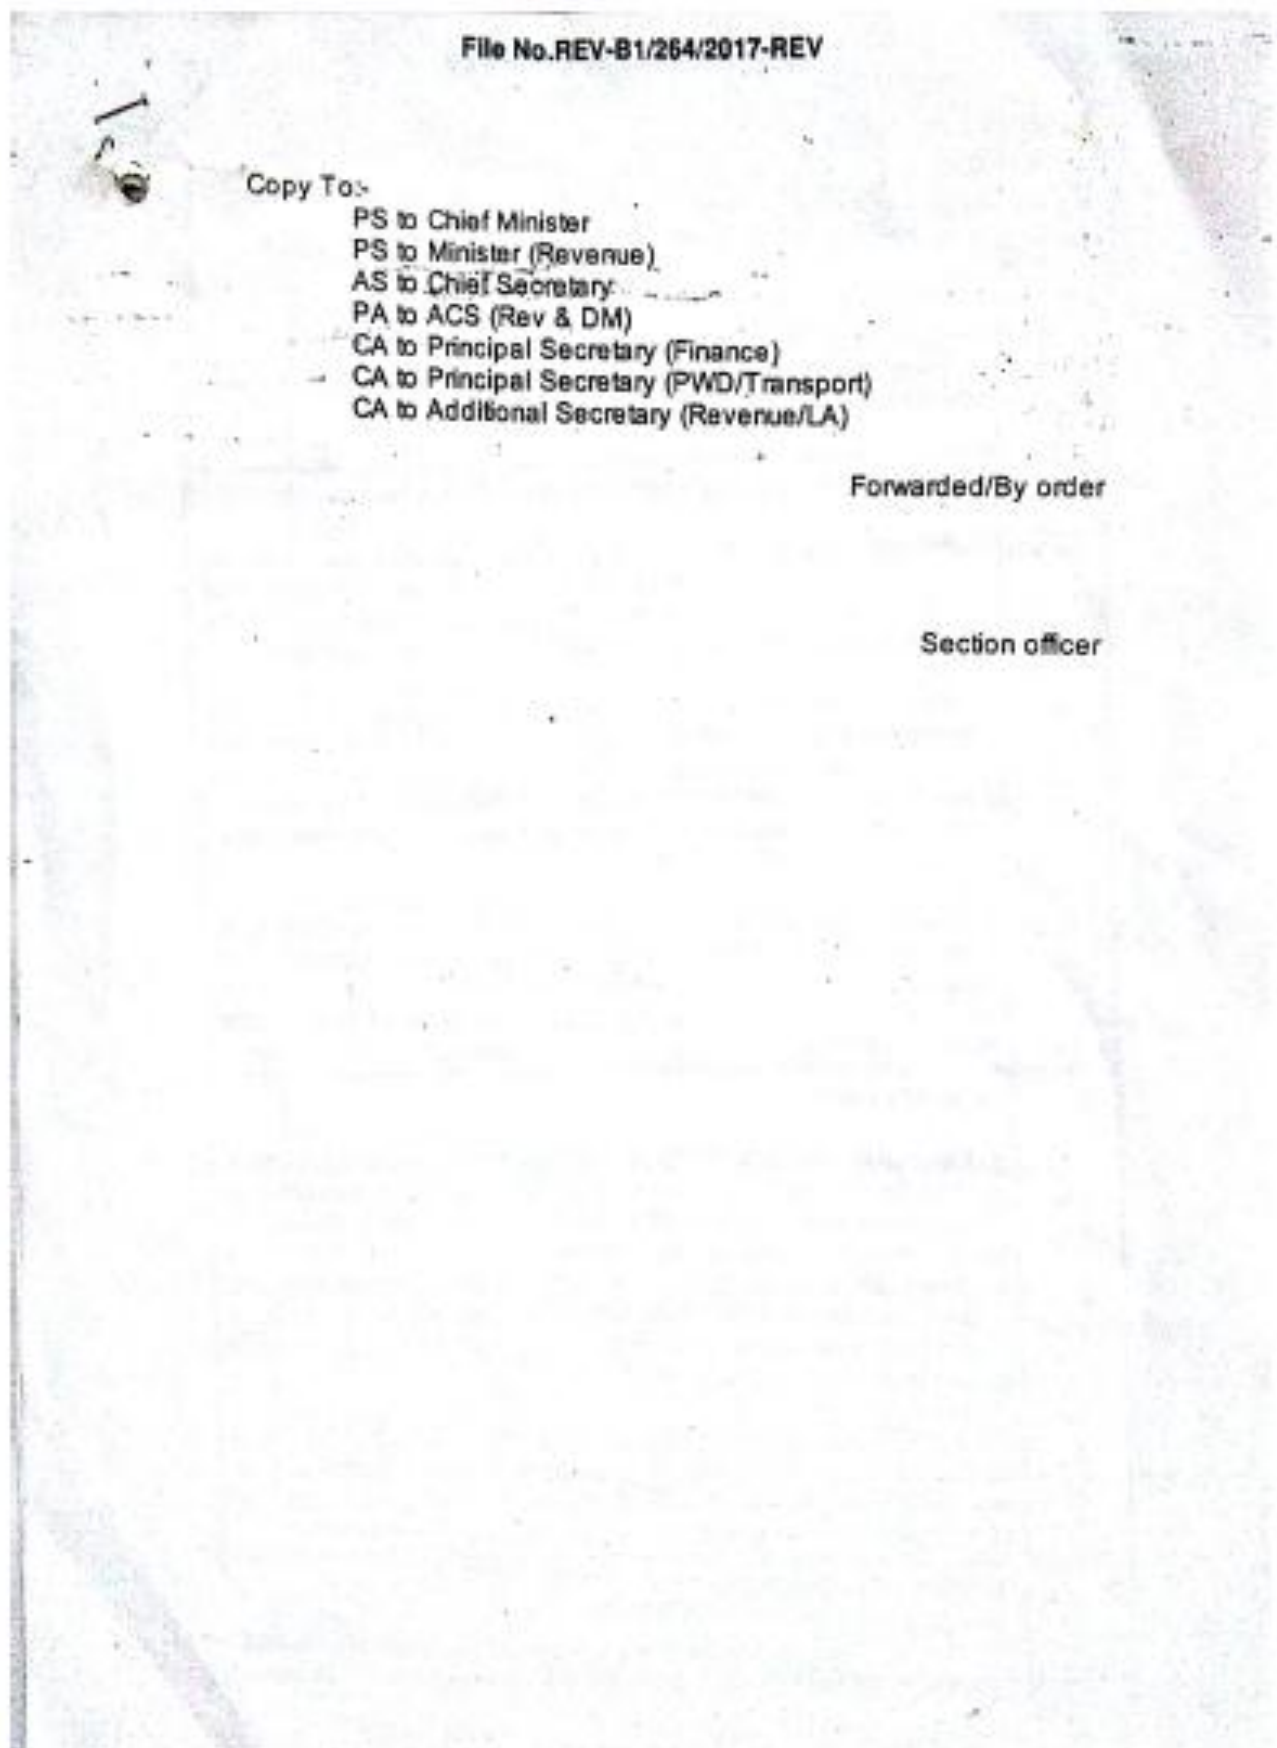 File No.REV-B1/264/2017-REV
Copy To:-
PS to Chief Minister
PS to Minister (Revenue)
AS to Chief Secretary
PA to ACS (Rev & DM)
CA to Principal Secretary (Finance)
CA to Principal Secretary (PWD/Transport)
CA to Additional Secretary (Revenue/LA)
Forwarded/By order
Section officer